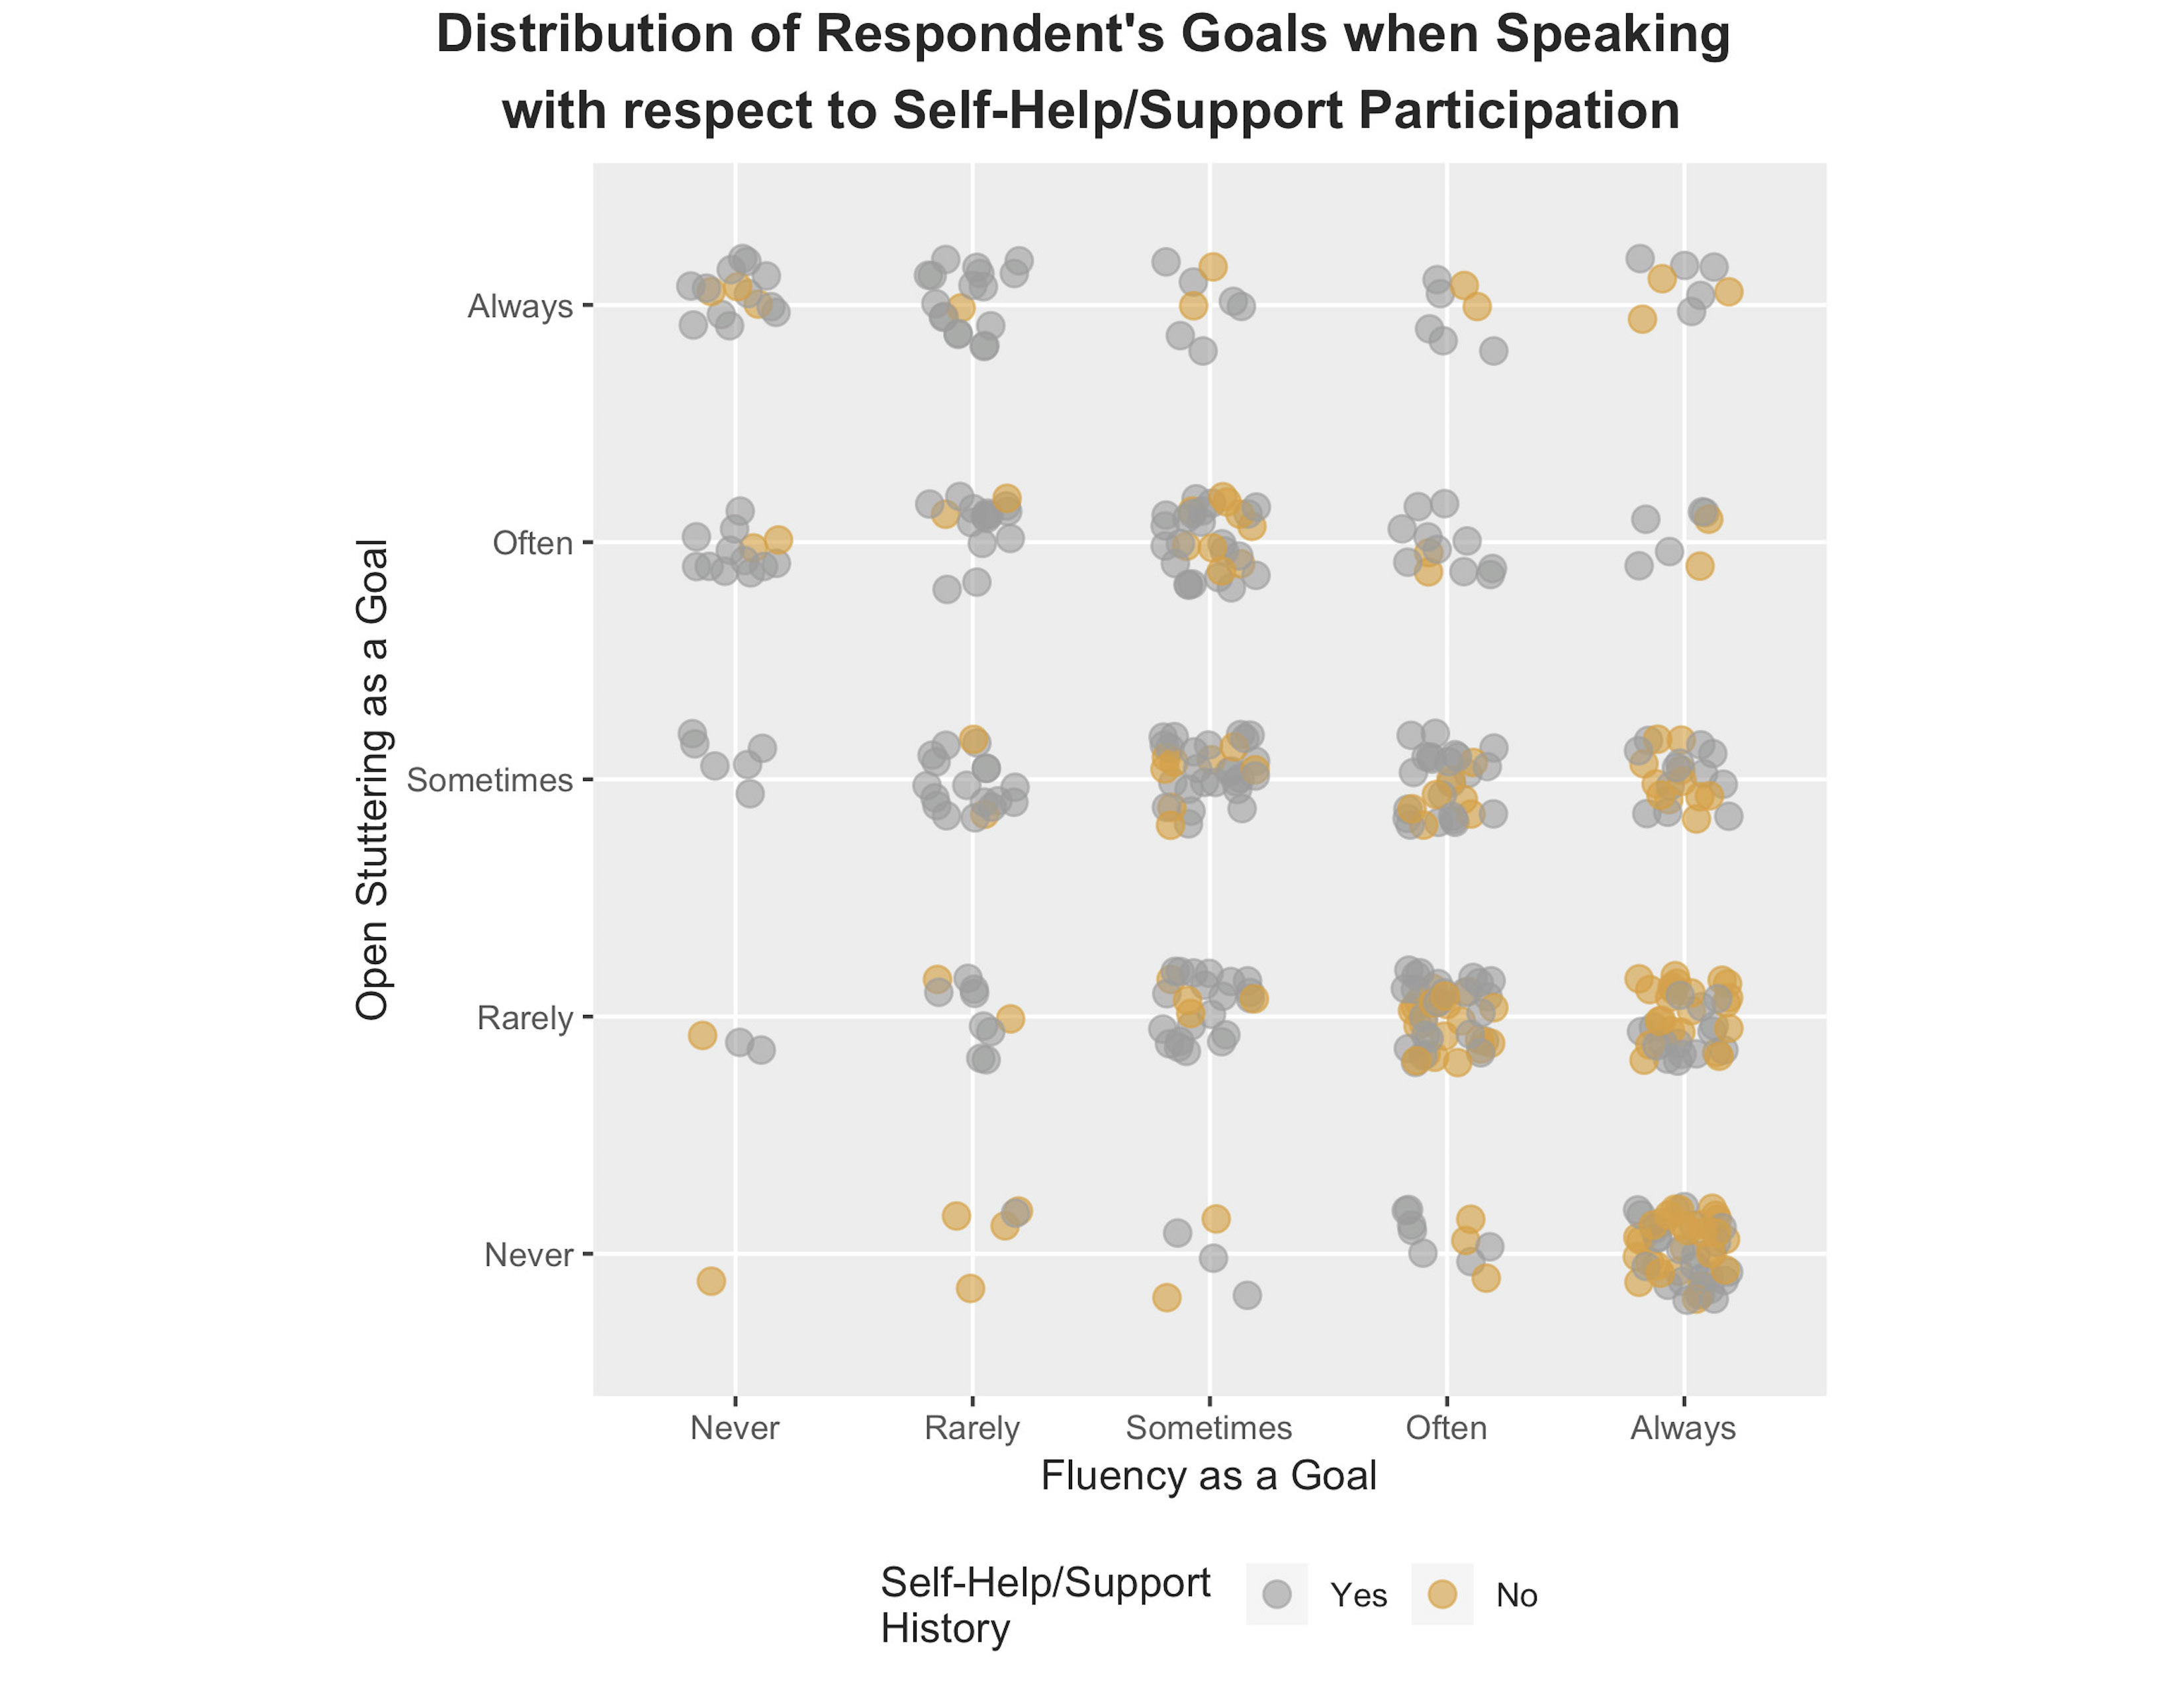 Distribution of Respondent's Goals when Speaking
with respect to Self-Help/Support Participation
Open Stuttering as a Goal
Always
Often
Sometimes
Rarely
Never
Never Rarely Sometimes Often Always
Fluency as a Goal
Self-Help/Support
History
Yes No